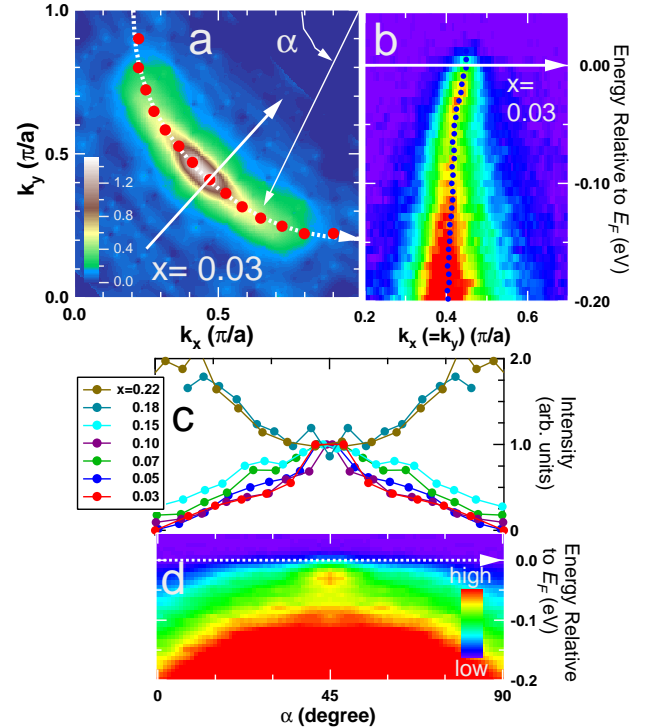 1.0
a
α
k_y (π/a)
0.5
1.2
0.8
0.4
0.0
x= 0.03
0.0
0.0
0.5
k_x (π/a)
b
x=
0.03
0.00
-0.10
-0.20
Energy Relative to E_F (eV)
0.2
0.4
0.6
k_x (=k_y) (π/a)
x=0.22
0.18
0.15
0.10
0.07
0.05
0.03
c
2.0
1.0
0
Intensity
(arb. units)
d
high
low
0.0
-0.1
-0.2
Energy Relative
to E_F (eV)
0
45
90
α (degree)